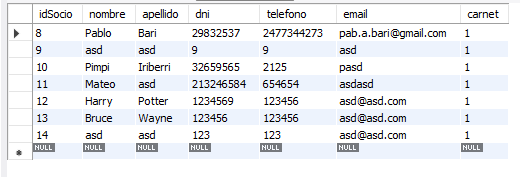 idSocio nombre apellido dni telefono email carnet
8 Pablo Bari 29832537 2477344273 pab.a.bari@gmail.com 1
9 asd asd 9 9 asd 1
10 Pimpi Iriberri 32659565 2125 pasd 1
11 Mateo asd 213246584 654654 asdasd 1
12 Harry Potter 1234569 123456 asd@asd.com 1
13 Bruce Wayne 123456 123456 asd@asd.com 1
14 asd asd 123 123 asd@asd.com 1
NULL NULL NULL NULL NULL NULL NULL